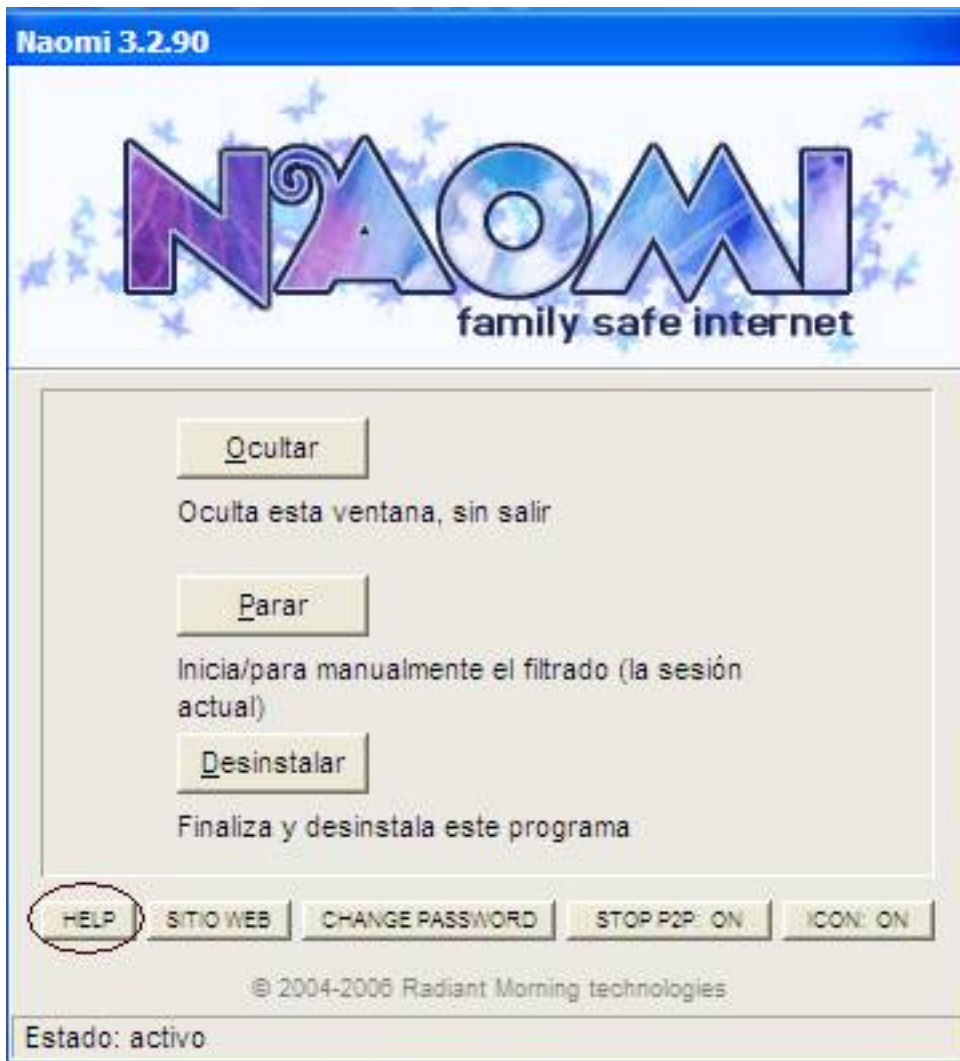 Naomi 3.2.90
NAOMI
family safe internet
Ocultar
Oculta esta ventana, sin salir
Parar
Inicia/para manualmente el filtrado (la sesión
actual)
Desinstalar
Finaliza y desinstala este programa
HELP SITIO WEB CHANGE PASSWORD STOP P2P: ON ICON: ON
© 2004-2006 Radiant Morning technologies
Estado: activo